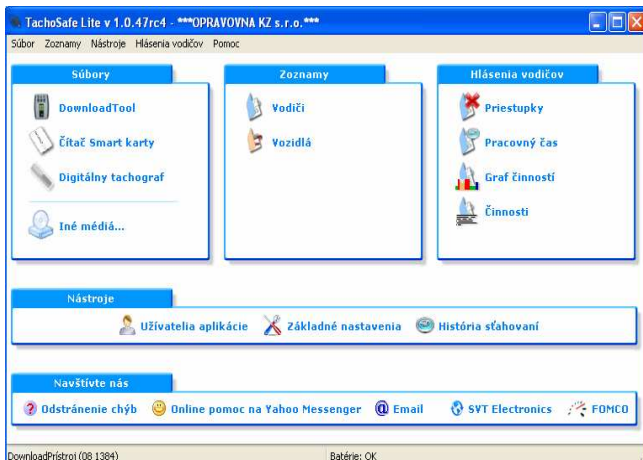 TachoSafe Lite v 1.0.47rc4 - ***OPRAVOVNA KZ s.r.o.***
Súbor Zoznamy Nástroje Hlásenia vodičov Pomoc
Súbory
DownloadTool
Čítač Smart karty
Digitálny tachograf
Iné médiá...
Zoznamy
Vodiči
Vozidlá
Hlásenia vodičov
Priestupky
Pracovný čas
Graf činností
Činnosti
Nástroje
Užívatelia aplikácie Základné nastavenia História sťahovaní
Navštívte nás
Odstránenie chýb Online pomoc na Yahoo Messenger Email SVT Electronics FOMCO
DownloadPrístroj (08 1384) Batérie: OK